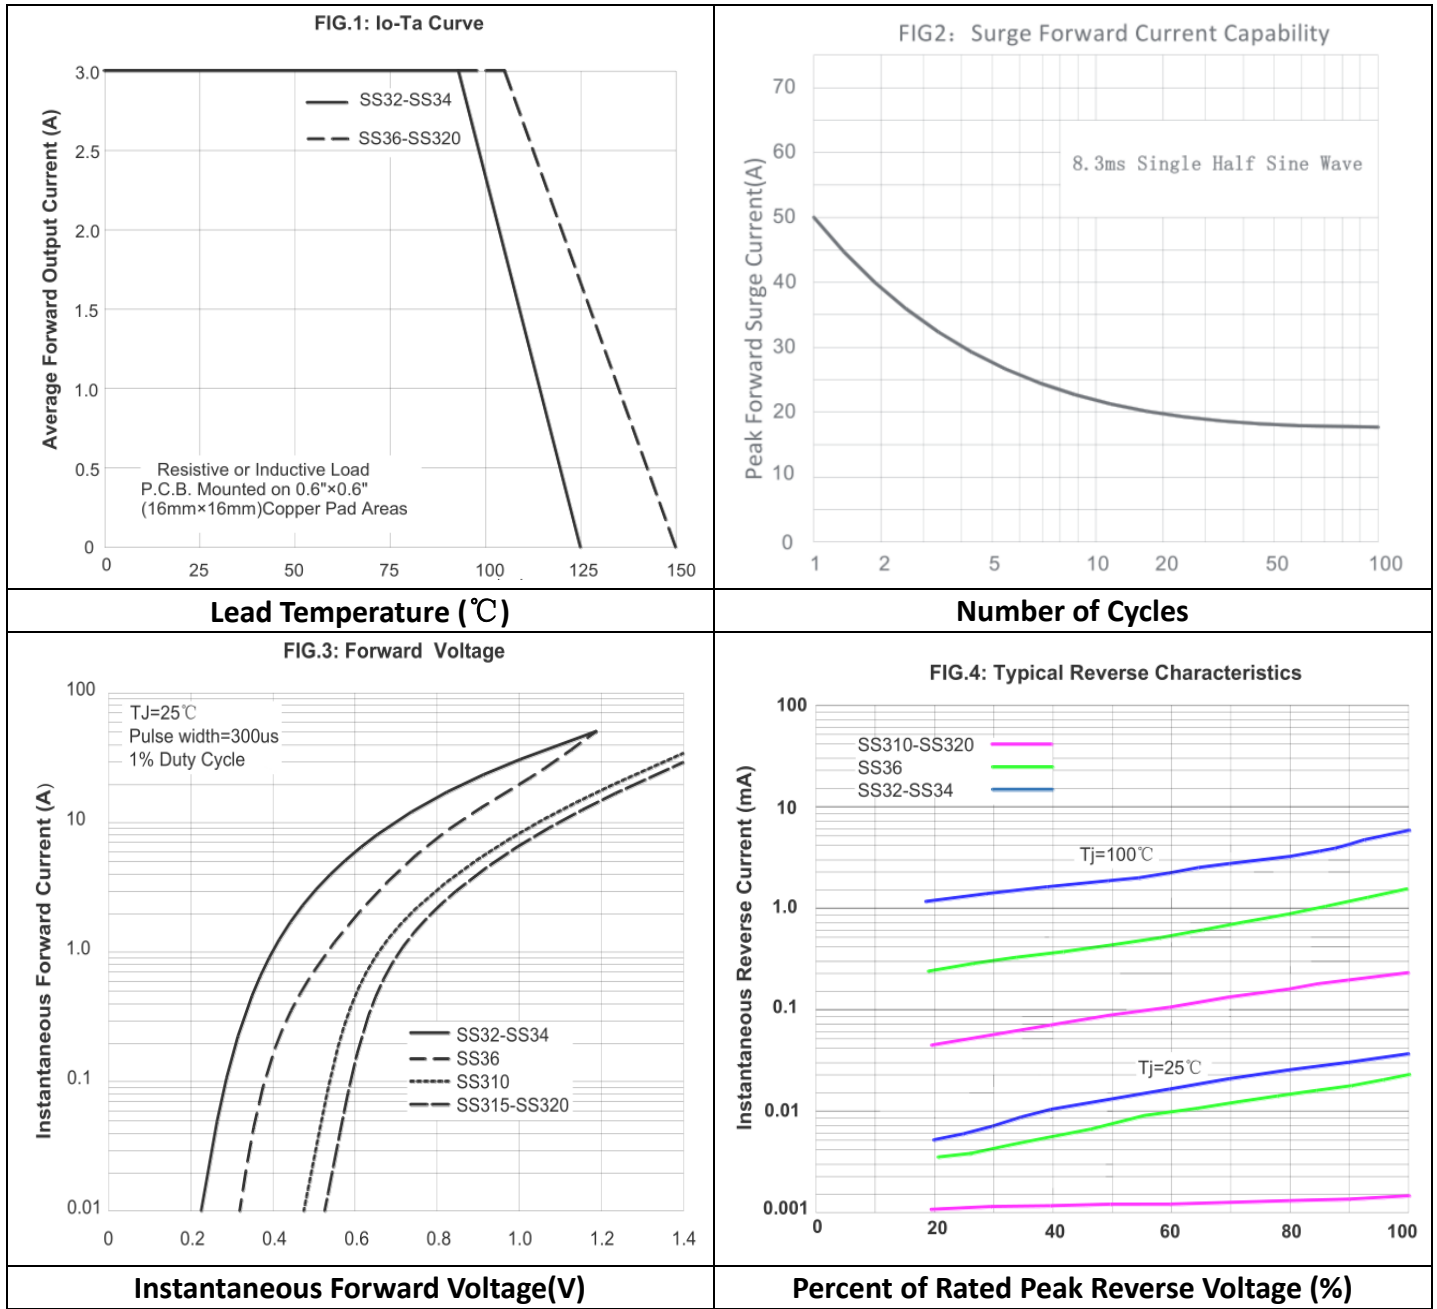 FIG.1: Io-Ta Curve
Average Forward Output Current (A)
3.0
2.5
2.0
1.5
1.0
0.5
0
SS32-SS34
SS36-SS320
Resistive or Inductive Load
P.C.B. Mounted on 0.6"×0.6"
(16mm×16mm)Copper Pad Areas
0 25 50 75 100 125 150
Lead Temperature (℃)
FIG2：Surge Forward Current Capability
Peak Forward Surge Current(A)
70
60
50
40
30
20
10
0
8.3ms Single Half Sine Wave
1 2 5 10 20 50 100
Number of Cycles
FIG.3: Forward Voltage
Instantaneous Forward Current (A)
100
10
1.0
0.1
0.01
TJ=25℃
Pulse width=300us
1% Duty Cycle
SS32-SS34
SS36
SS310
SS315-SS320
0 0.2 0.4 0.6 0.8 1.0 1.2 1.4
Instantaneous Forward Voltage(V)
FIG.4: Typical Reverse Characteristics
Instantaneous Reverse Current (mA)
100
10
1.0
0.1
0.01
0.001
SS310-SS320
SS36
SS32-SS34
Tj=100℃
Tj=25℃
0 20 40 60 80 100
Percent of Rated Peak Reverse Voltage (%)